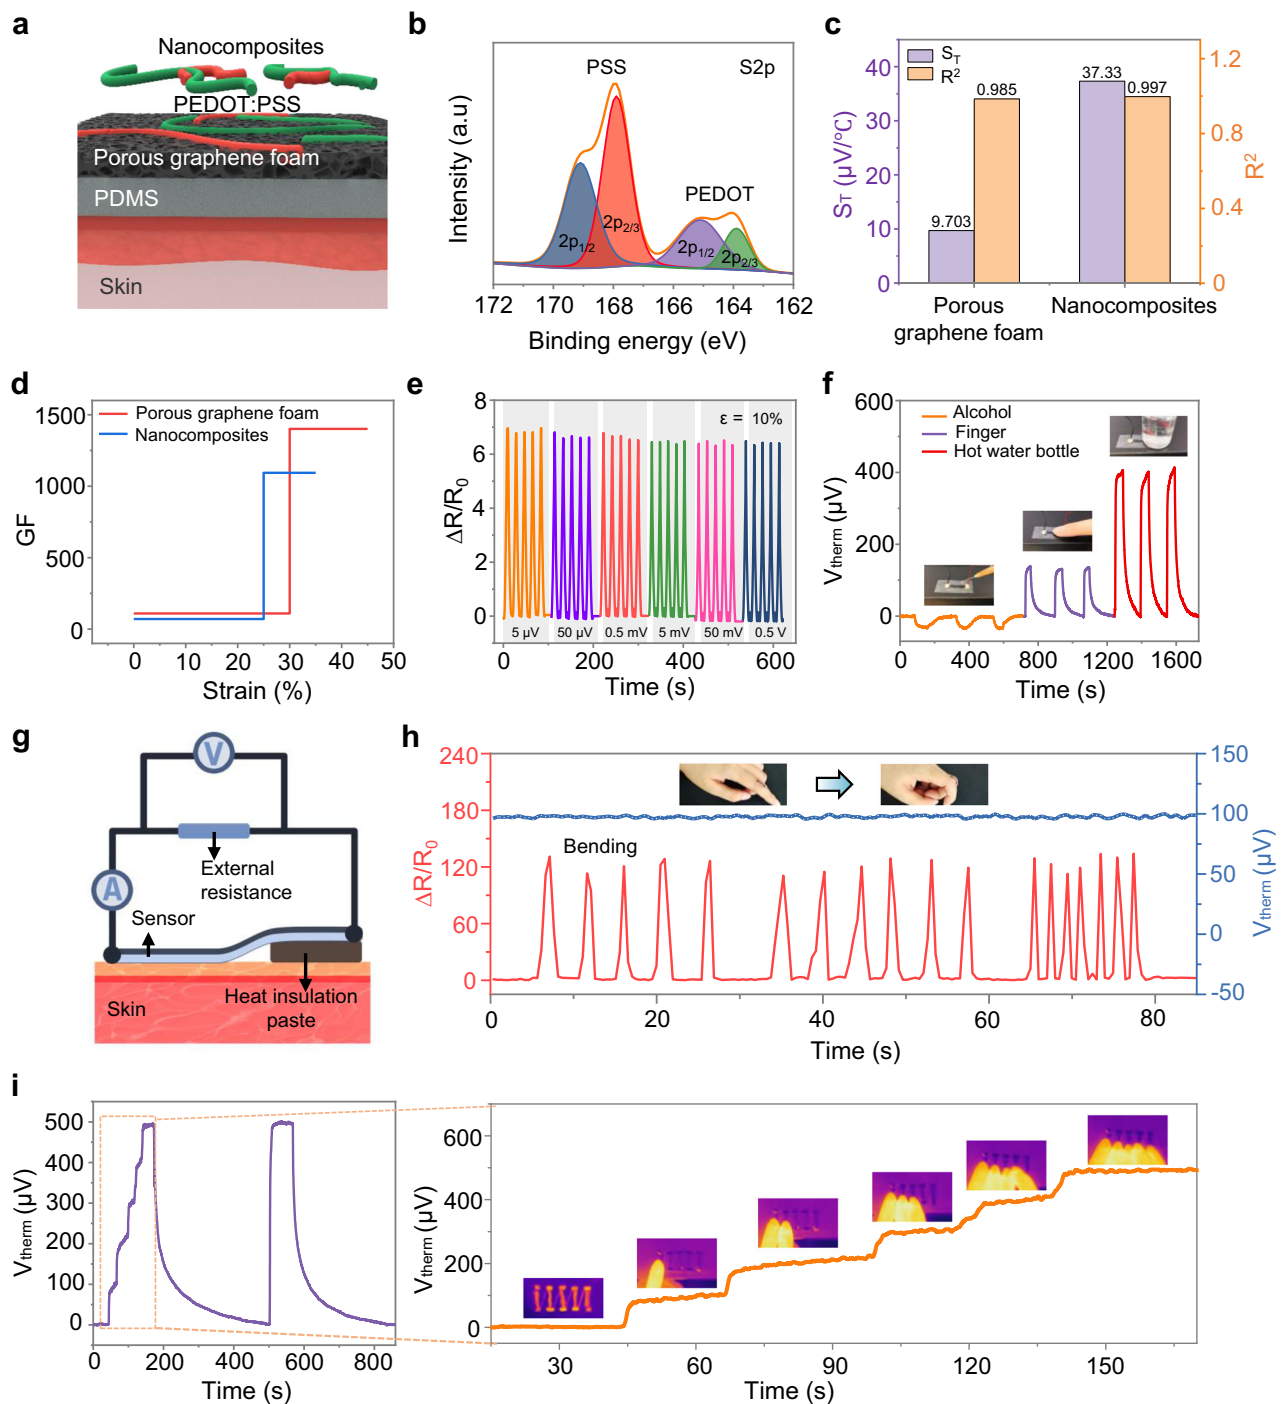 a
Nanocomposites
PEDOT:PSS
Porous graphene foam
PDMS
Skin
b
PSS
S2p
PEDOT
2p1/2
2p2/3
2p1/2
2p2/3
Intensity (a.u)
172 170 168 166 164 162
Binding energy (eV)
c
ST
R²
37.33
0.997
0.985
9.703
40
30
20
10
0
ST (μV/℃)
1.2
0.8
0.4
0
R²
Porous
graphene foam
Nanocomposites
d
1500
1000
500
0
GF
Porous graphene foam
Nanocomposites
0 10 20 30 40 50
Strain (%)
e
8
6
4
2
0
ΔR/R0
ε = 10%
5 μV 50 μV 0.5 mV 5 mV 50 mV 0.5 V
0 200 400 600
Time (s)
f
600
400
200
0
Vtherm (μV)
Alcohol
Finger
Hot water bottle
0 400 800 1200 1600
Time (s)
g
V
A
External
resistance
Sensor
Heat insulation
paste
Skin
h
240
180
120
60
0
ΔR/R0
Bending
150
100
50
0
-50
Vtherm (μV)
0 20 40 60 80
Time (s)
i
500
400
300
200
100
0
Vtherm (μV)
0 200 400 600 800
Time (s)
600
400
200
0
Vtherm (μV)
30 60 90 120 150
Time (s)